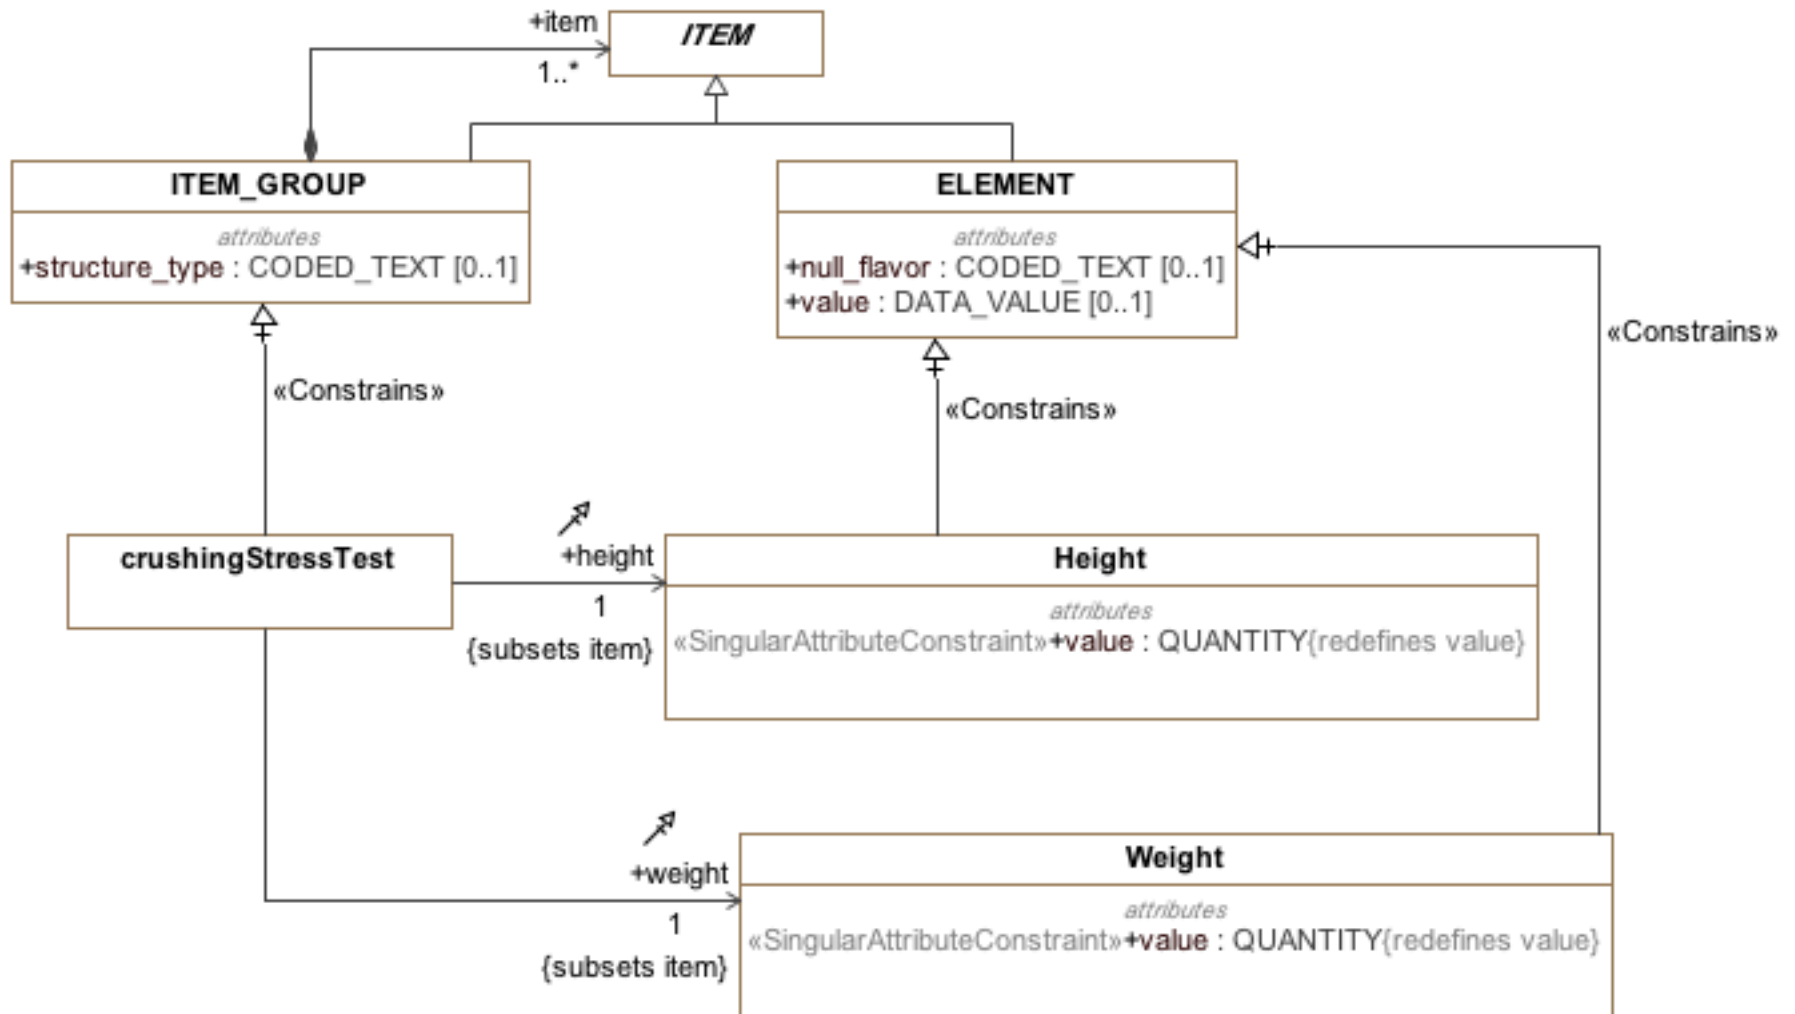 +item
ITEM
1..*
ITEM_GROUP
attributes
+structure_type : CODED_TEXT [0..1]
ELEMENT
attributes
+null_flavor : CODED_TEXT [0..1]
+value : DATA_VALUE [0..1]
«Constrains»
«Constrains»
«Constrains»
crushingStressTest
+height
1
{subsets item}
Height
attributes
«SingularAttributeConstraint»+value : QUANTITY{redefines value}
+weight
1
{subsets item}
Weight
attributes
«SingularAttributeConstraint»+value : QUANTITY{redefines value}